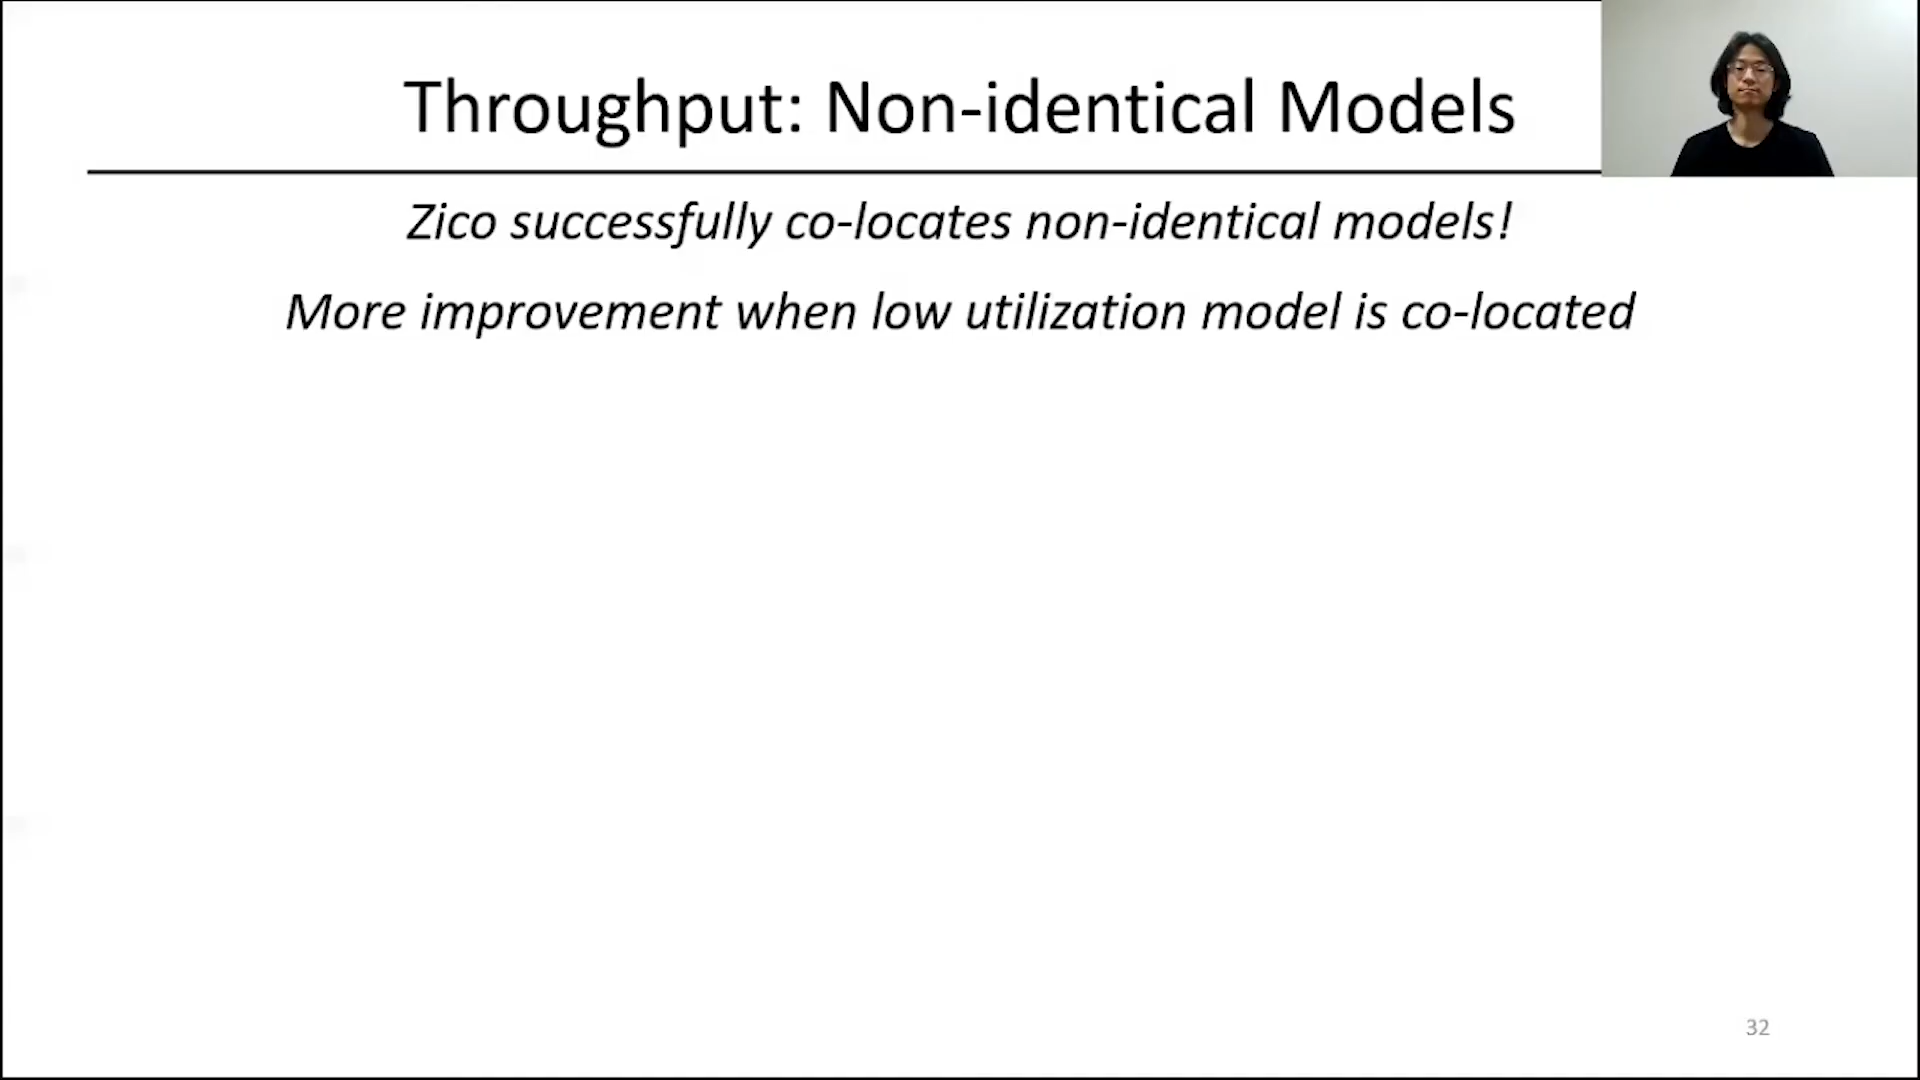 Throughput: Non-identical Models
Zico successfully co-locates non-identical models!
More improvement when low utilization model is co-located
32